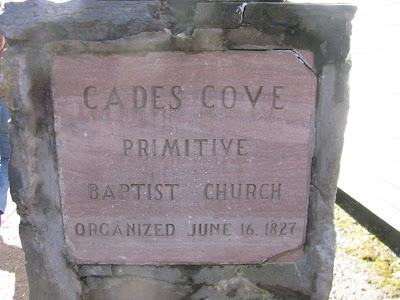 CADES COVE
PRIMITIVE
BAPTIST CHURCH
ORGANIZED JUNE 16, 1827